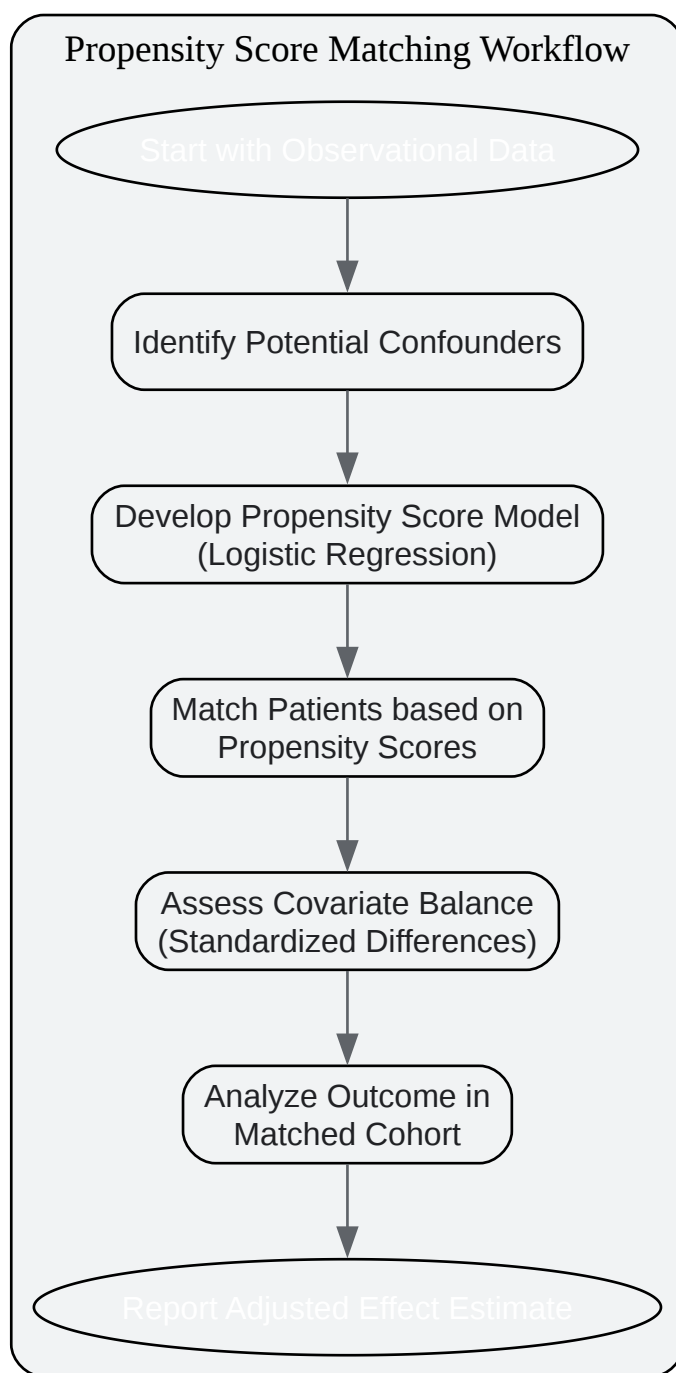 Propensity Score Matching Workflow
Start with Observational Data
Identify Potential Confounders
Develop Propensity Score Model
(Logistic Regression)
Match Patients based on
Propensity Scores
Assess Covariate Balance
(Standardized Differences)
Analyze Outcome in
Matched Cohort
Report Adjusted Effect Estimate